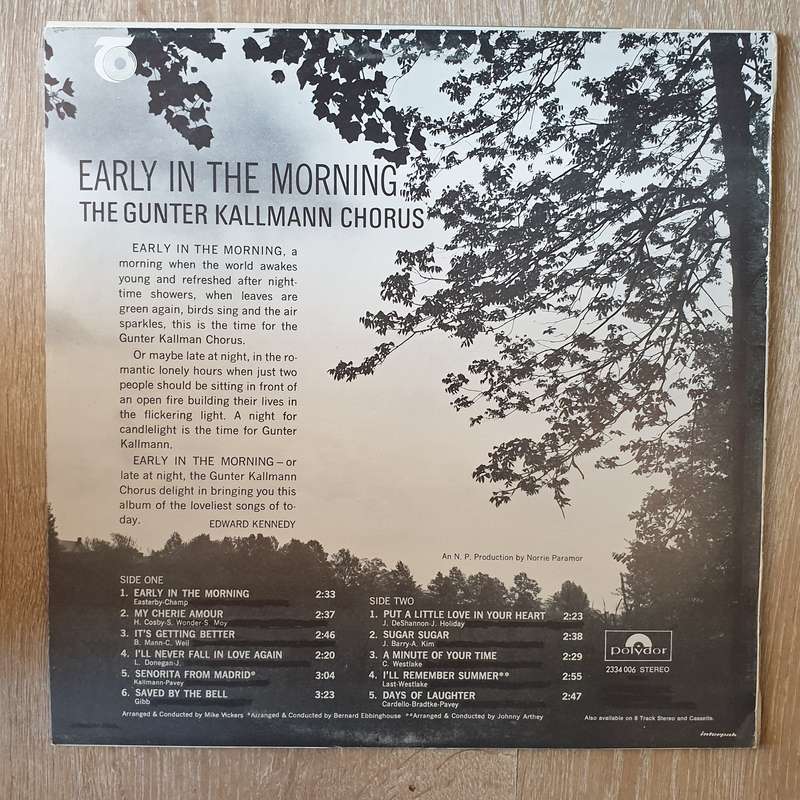 EARLY IN THE MORNING
THE GUNTER KALLMANN CHORUS
EARLY IN THE MORNING, a
morning when the world awakes
young and refreshed after night-
time showers, when leaves are
green again, birds sing and the air
sparkles, this is the time for the
Gunter Kallman Chorus.
Or maybe late at night, in the ro-
mantic lonely hours when just two
people should be sitting in front of
an open fire building their lives in
the flickering light. A night for
candlelight is the time for Gunter
Kallmann.
EARLY IN THE MORNING – or
late at night, the Gunter Kallmann
Chorus delight in bringing you this
album of the loveliest songs of to-
day.
EDWARD KENNEDY
An N. P. Production by Norrie Paramor
SIDE ONE
1. EARLY IN THE MORNING 2:33
Easterby-Champ
2. MY CHERIE AMOUR 2:37
H. Cosby-S. Wonder-S. Moy
3. IT'S GETTING BETTER 2:46
B. Mann-C. Weil
4. I'LL NEVER FALL IN LOVE AGAIN 2:20
L. Donegan-J.
5. SENORITA FROM MADRID* 3:04
Kallmann-Pavey
6. SAVED BY THE BELL 3:23
Gibb
SIDE TWO
1. PUT A LITTLE LOVE IN YOUR HEART 2:23
J. DeShannon-J. Holiday
2. SUGAR SUGAR 2:38
J. Barry-A. Kim
3. A MINUTE OF YOUR TIME 2:29
C. Westlake
4. I'LL REMEMBER SUMMER** 2:55
Last-Westlake
5. DAYS OF LAUGHTER 2:47
Cardello-Bradtke-Pavey
polydor
2334 006 STEREO
Arranged & Conducted by Mike Vickers *Arranged & Conducted by Bernard Ebbinghouse **Arranged & Conducted by Johnny Arthey
Also available on 8 Track Stereo and Cassette.
interpak